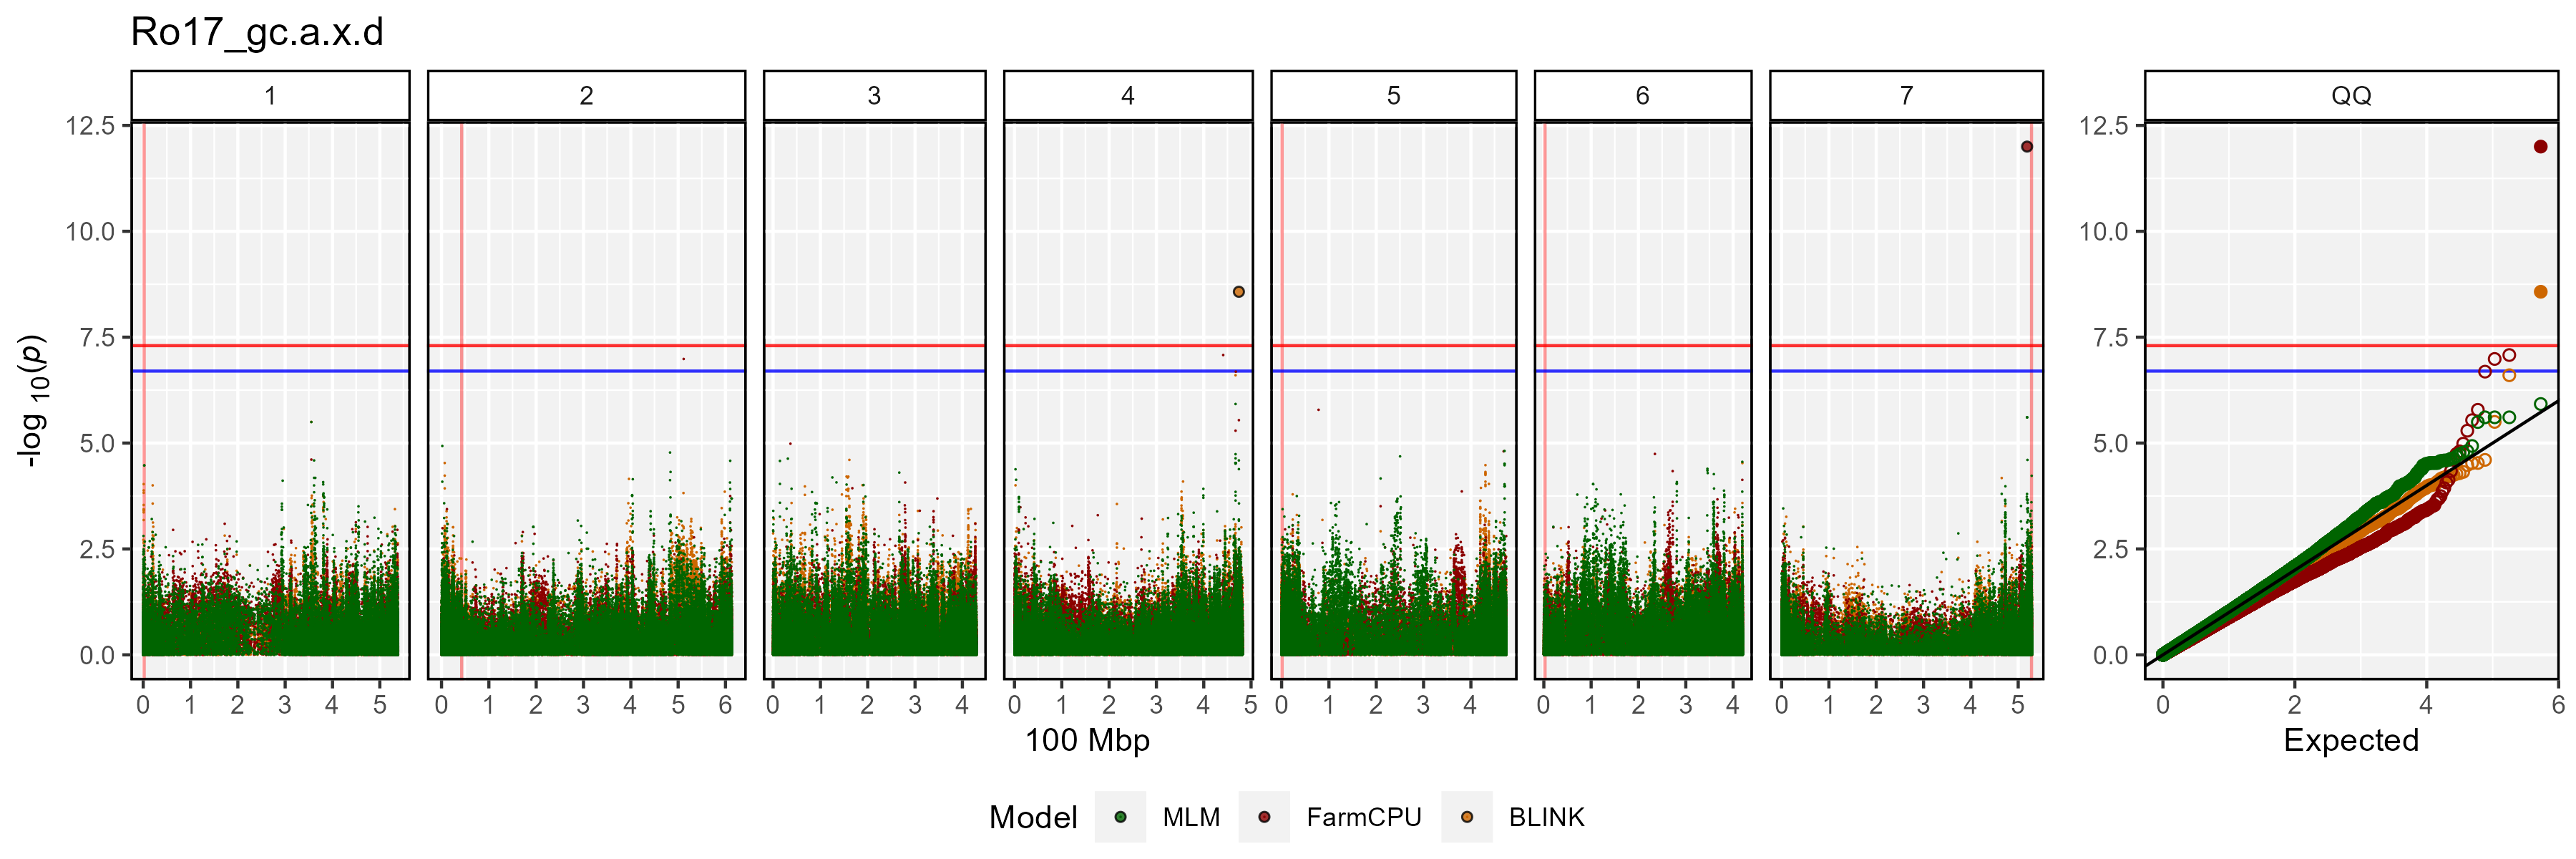 Ro17_gc.a.x.d
1 2 3 4 5 6 7 QQ
12.5 12.5
10.0 10.0
7.5 7.5
5.0 5.0
2.5 2.5
0.0 0.0
-log 10(p)
0 1 2 3 4 5 0 1 2 3 4 5 6 0 1 2 3 4 0 1 2 3 4 5 0 1 2 3 4 0 1 2 3 4 0 1 2 3 4 5 0 2 4 6
100 Mbp Expected
Model MLM FarmCPU BLINK